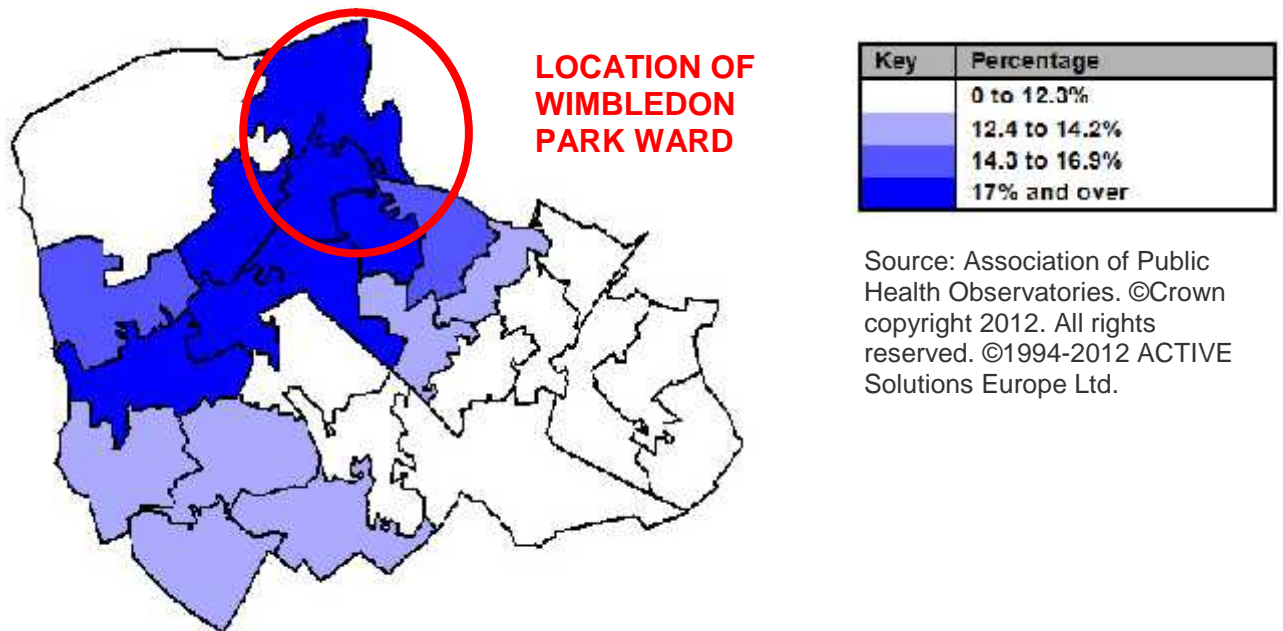 LOCATION OF
WIMBLEDON
PARK WARD
Key Percentage
0 to 12.3%
12.4 to 14.2%
14.3 to 16.9%
17% and over
Source: Association of Public
Health Observatories. ©Crown
copyright 2012. All rights
reserved. ©1994-2012 ACTIVE
Solutions Europe Ltd.